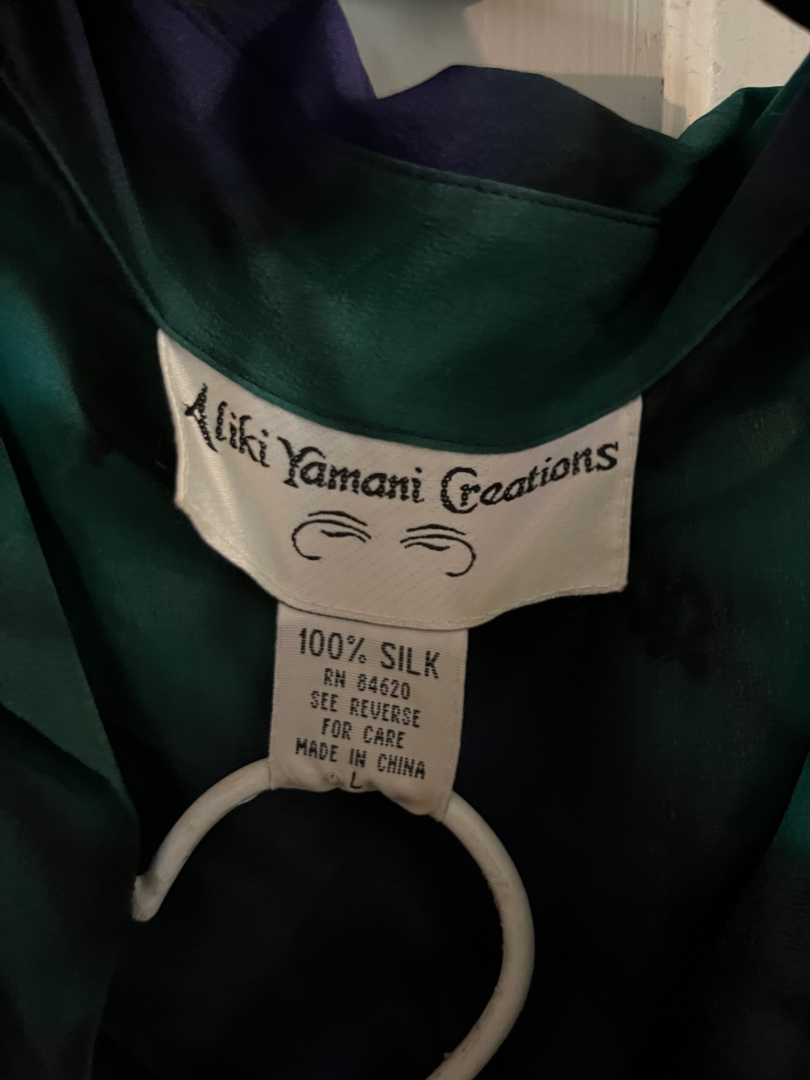 Aliki Yamani Creations
100% SILK
RN 84620
SEE REVERSE
FOR CARE
MADE IN CHINA
L